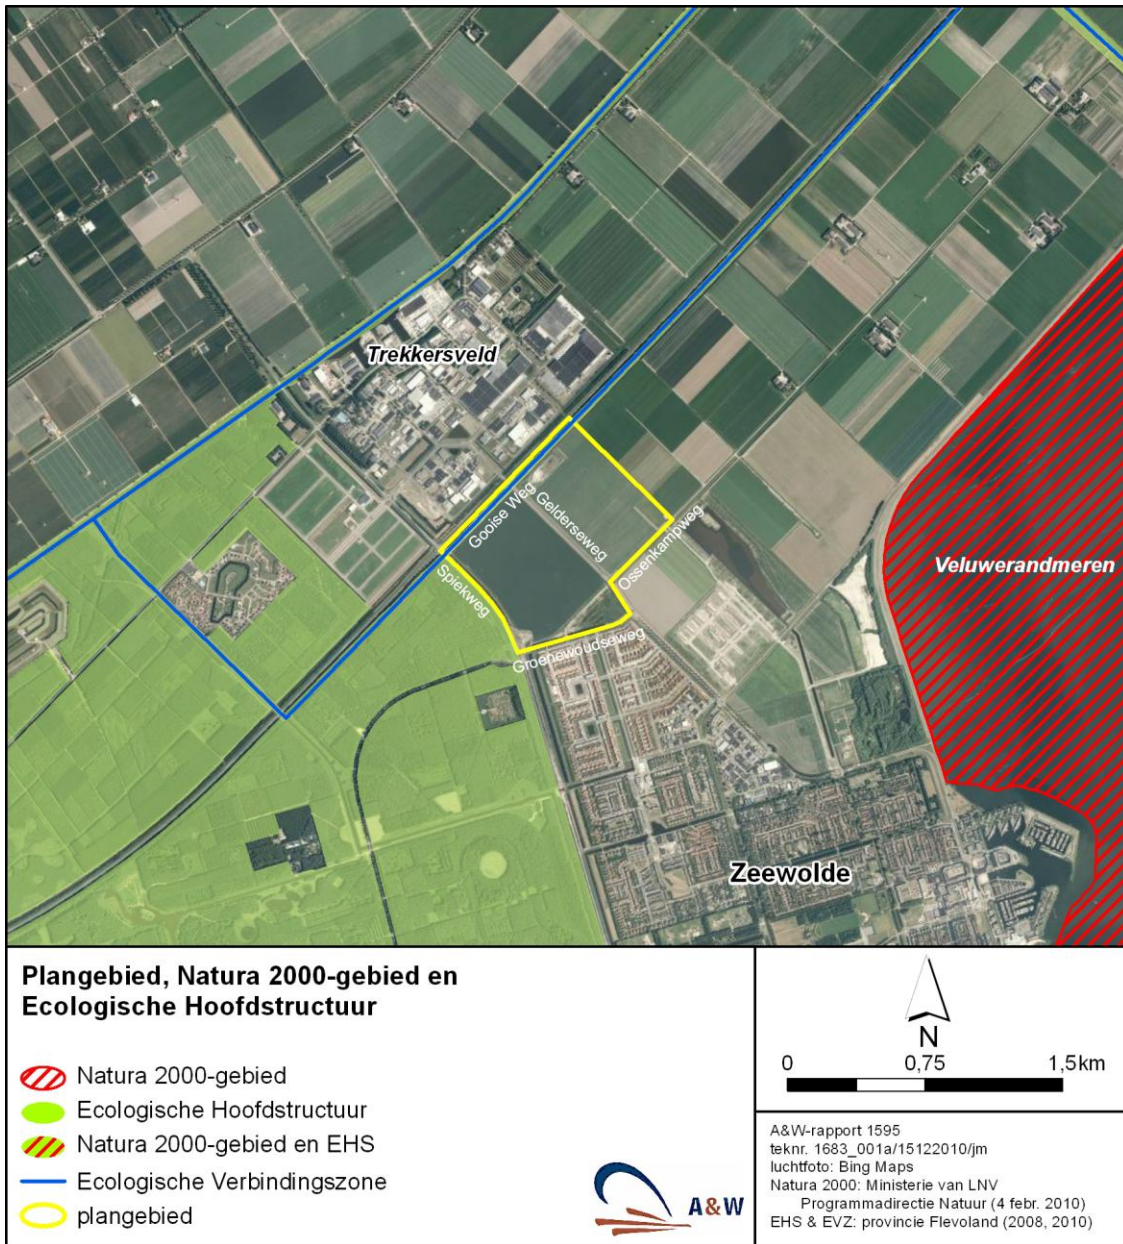 Trekkersveld
Gooise Weg
Gelderseweg
Ossenkampweg
Spiekweg
Groenewoudseweg
Veluwerandmeren
Zeewolde
Plangebied, Natura 2000-gebied en
Ecologische Hoofdstructuur
Natura 2000-gebied
Ecologische Hoofdstructuur
Natura 2000-gebied en EHS
Ecologische Verbindingszone
plangebied
A&W
N
0 0,75 1,5km
A&W-rapport 1595
teknr. 1683_001a/15122010/jm
luchtfoto: Bing Maps
Natura 2000: Ministerie van LNV
Programmadirectie Natuur (4 febr. 2010)
EHS & EVZ: provincie Flevoland (2008, 2010)